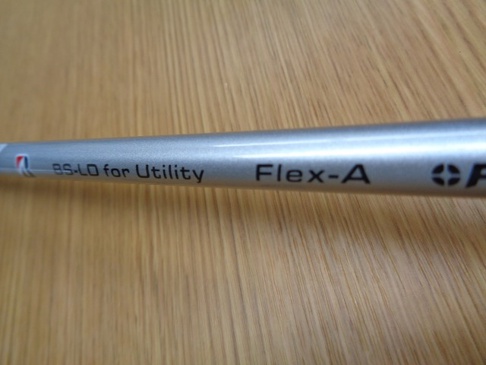 BS-LD for Utility Flex-A